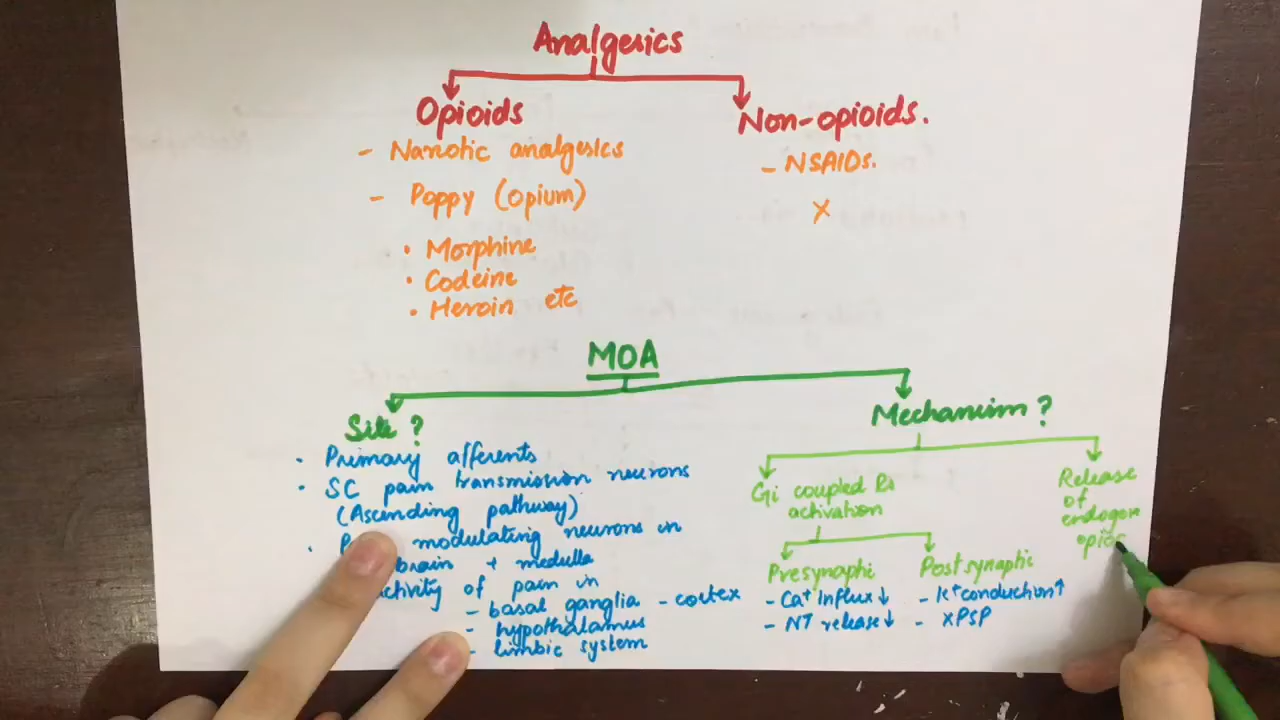 Analgesics
Opioids
- Narcotic analgesics
- Poppy (opium)
• Morphine
• Codeine
• Heroin etc
Non-opioids.
- NSAIDs.
X
MOA
Site ?
• Primary afferents
• SC pain transmission neurons
(Ascending pathway)
• modulating neurons in
brain + medulla
of pain in
- basal ganglia - cortex
- hypothalamus
- limbic system
Mechanism ?
Gi coupled Rs
activation
Presynaptic
- Ca⁺ Influx ↓
- NT release ↓
Postsynaptic
- K⁺ conduction ↑
- XPSP
Release
of
endogen